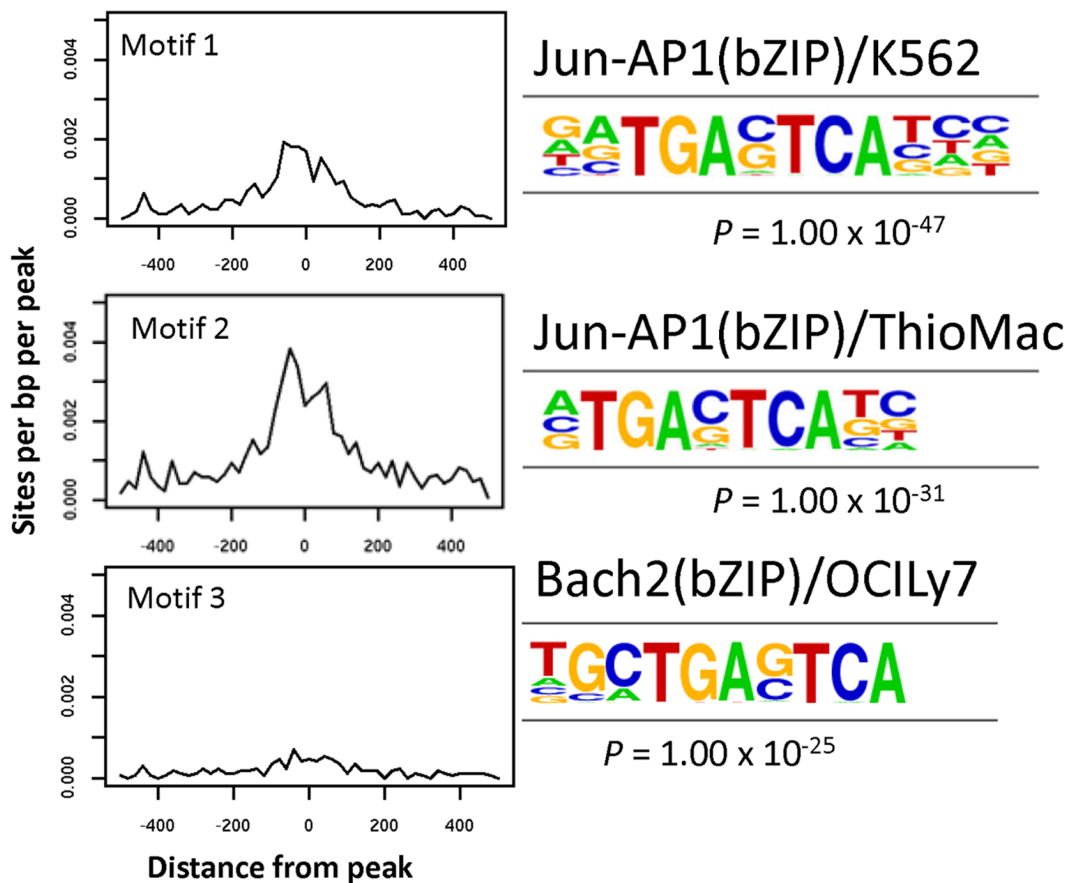 Sites per bp per peak
Motif 1
0.004
0.002
0.000
-400 -200 0 200 400
Jun-AP1(bZIP)/K562
GATGACTCATCC
P = 1.00 x 10-47
Motif 2
0.004
0.002
0.000
-400 -200 0 200 400
Jun-AP1(bZIP)/ThioMac
ATGACTCATC
P = 1.00 x 10-31
Motif 3
0.004
0.002
0.000
-400 -200 0 200 400
Bach2(bZIP)/OCILy7
TGCTGAGTCA
P = 1.00 x 10-25
Distance from peak